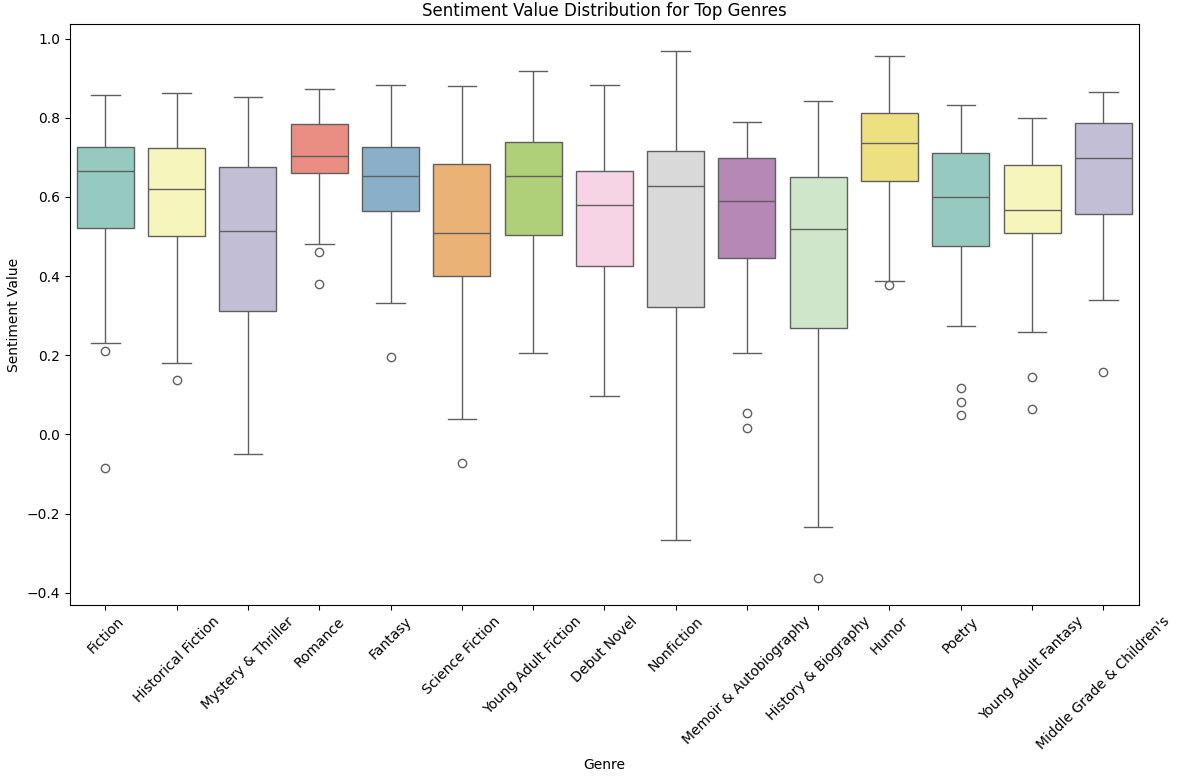 Sentiment Value Distribution for Top Genres
1.0
0.8
0.6
0.4
0.2
0.0
−0.2
−0.4
Sentiment Value
Fiction
Historical Fiction
Mystery & Thriller
Romance
Fantasy
Science Fiction
Young Adult Fiction
Debut Novel
Nonfiction
Memoir & Autobiography
History & Biography
Humor
Poetry
Young Adult Fantasy
Middle Grade & Children's
Genre